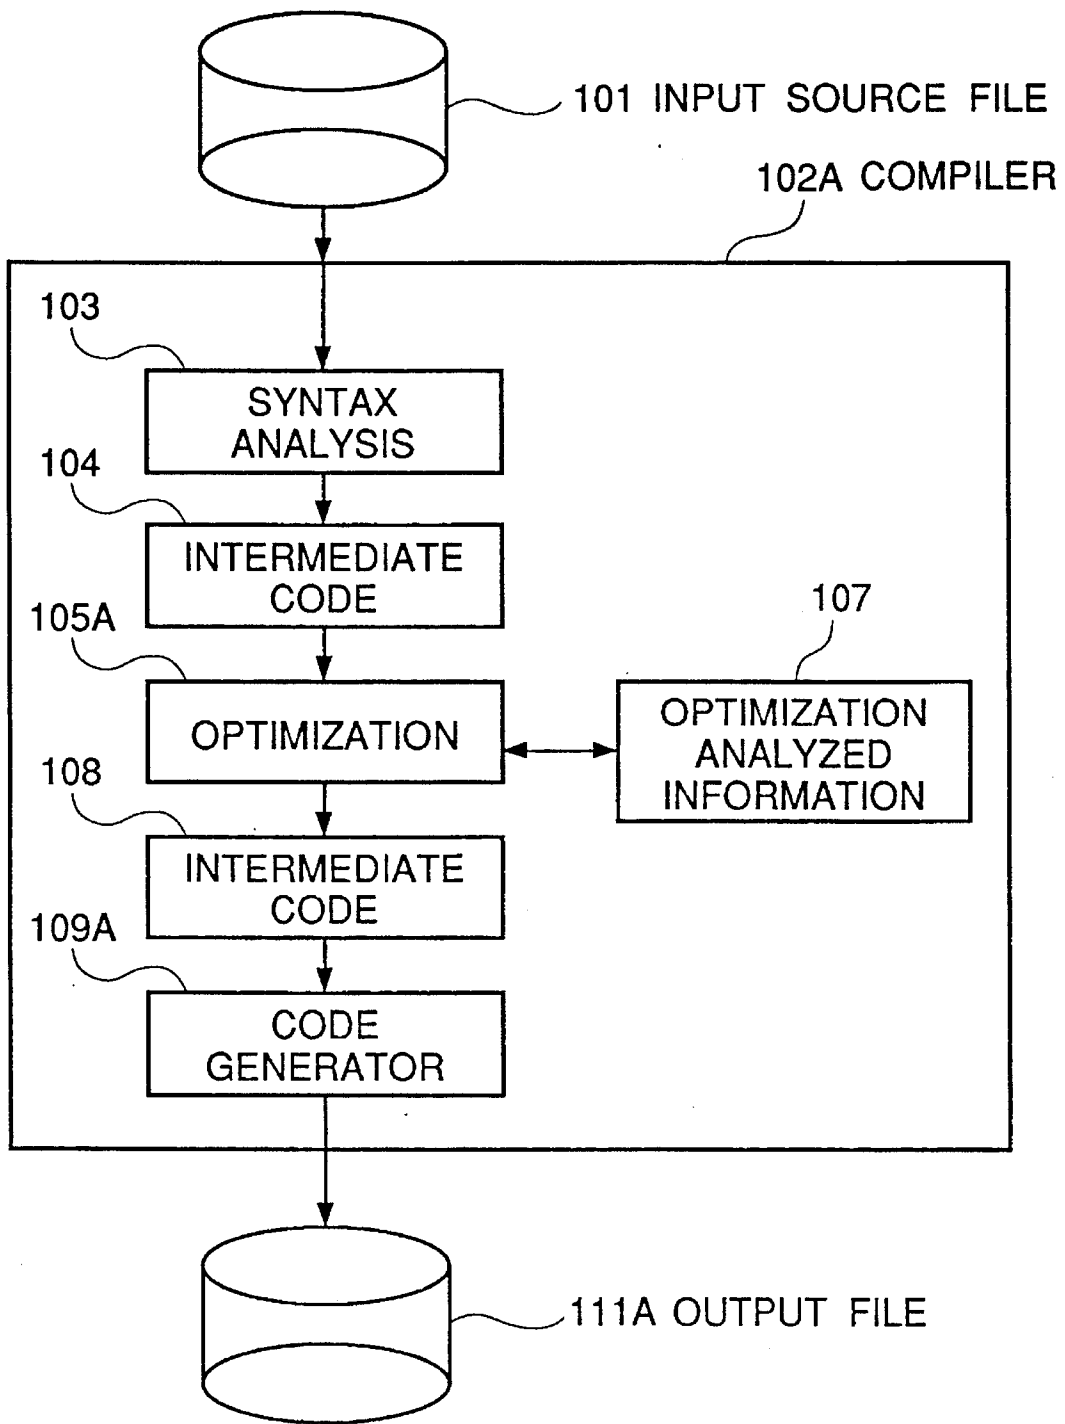 101 INPUT SOURCE FILE
102A COMPILER
103
SYNTAX
ANALYSIS
104
INTERMEDIATE
CODE
105A
OPTIMIZATION
107
OPTIMIZATION
ANALYZED
INFORMATION
108
INTERMEDIATE
CODE
109A
CODE
GENERATOR
111A OUTPUT FILE